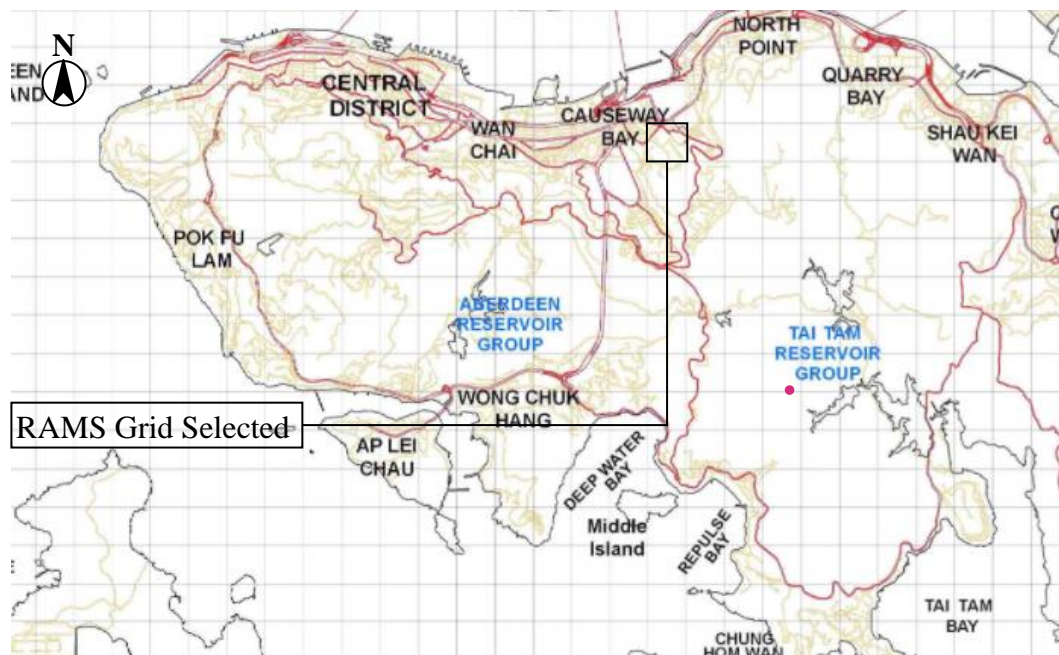 N
NORTH
POINT
EEN
AND
CENTRAL
DISTRICT
QUARRY
BAY
CAUSEWAY
BAY
WAN
CHAI
SHAU KEI
WAN
POK FU
LAM
ABERDEEN
RESERVOIR
GROUP
TAI TAM
RESERVOIR
GROUP
WONG CHUK
HANG
RAMS Grid Selected
AP LEI
CHAU
DEEP WATER
BAY
Middle
Island
REPULSE
BAY
TAI TAM
BAY
CHUNG
HOM WAN